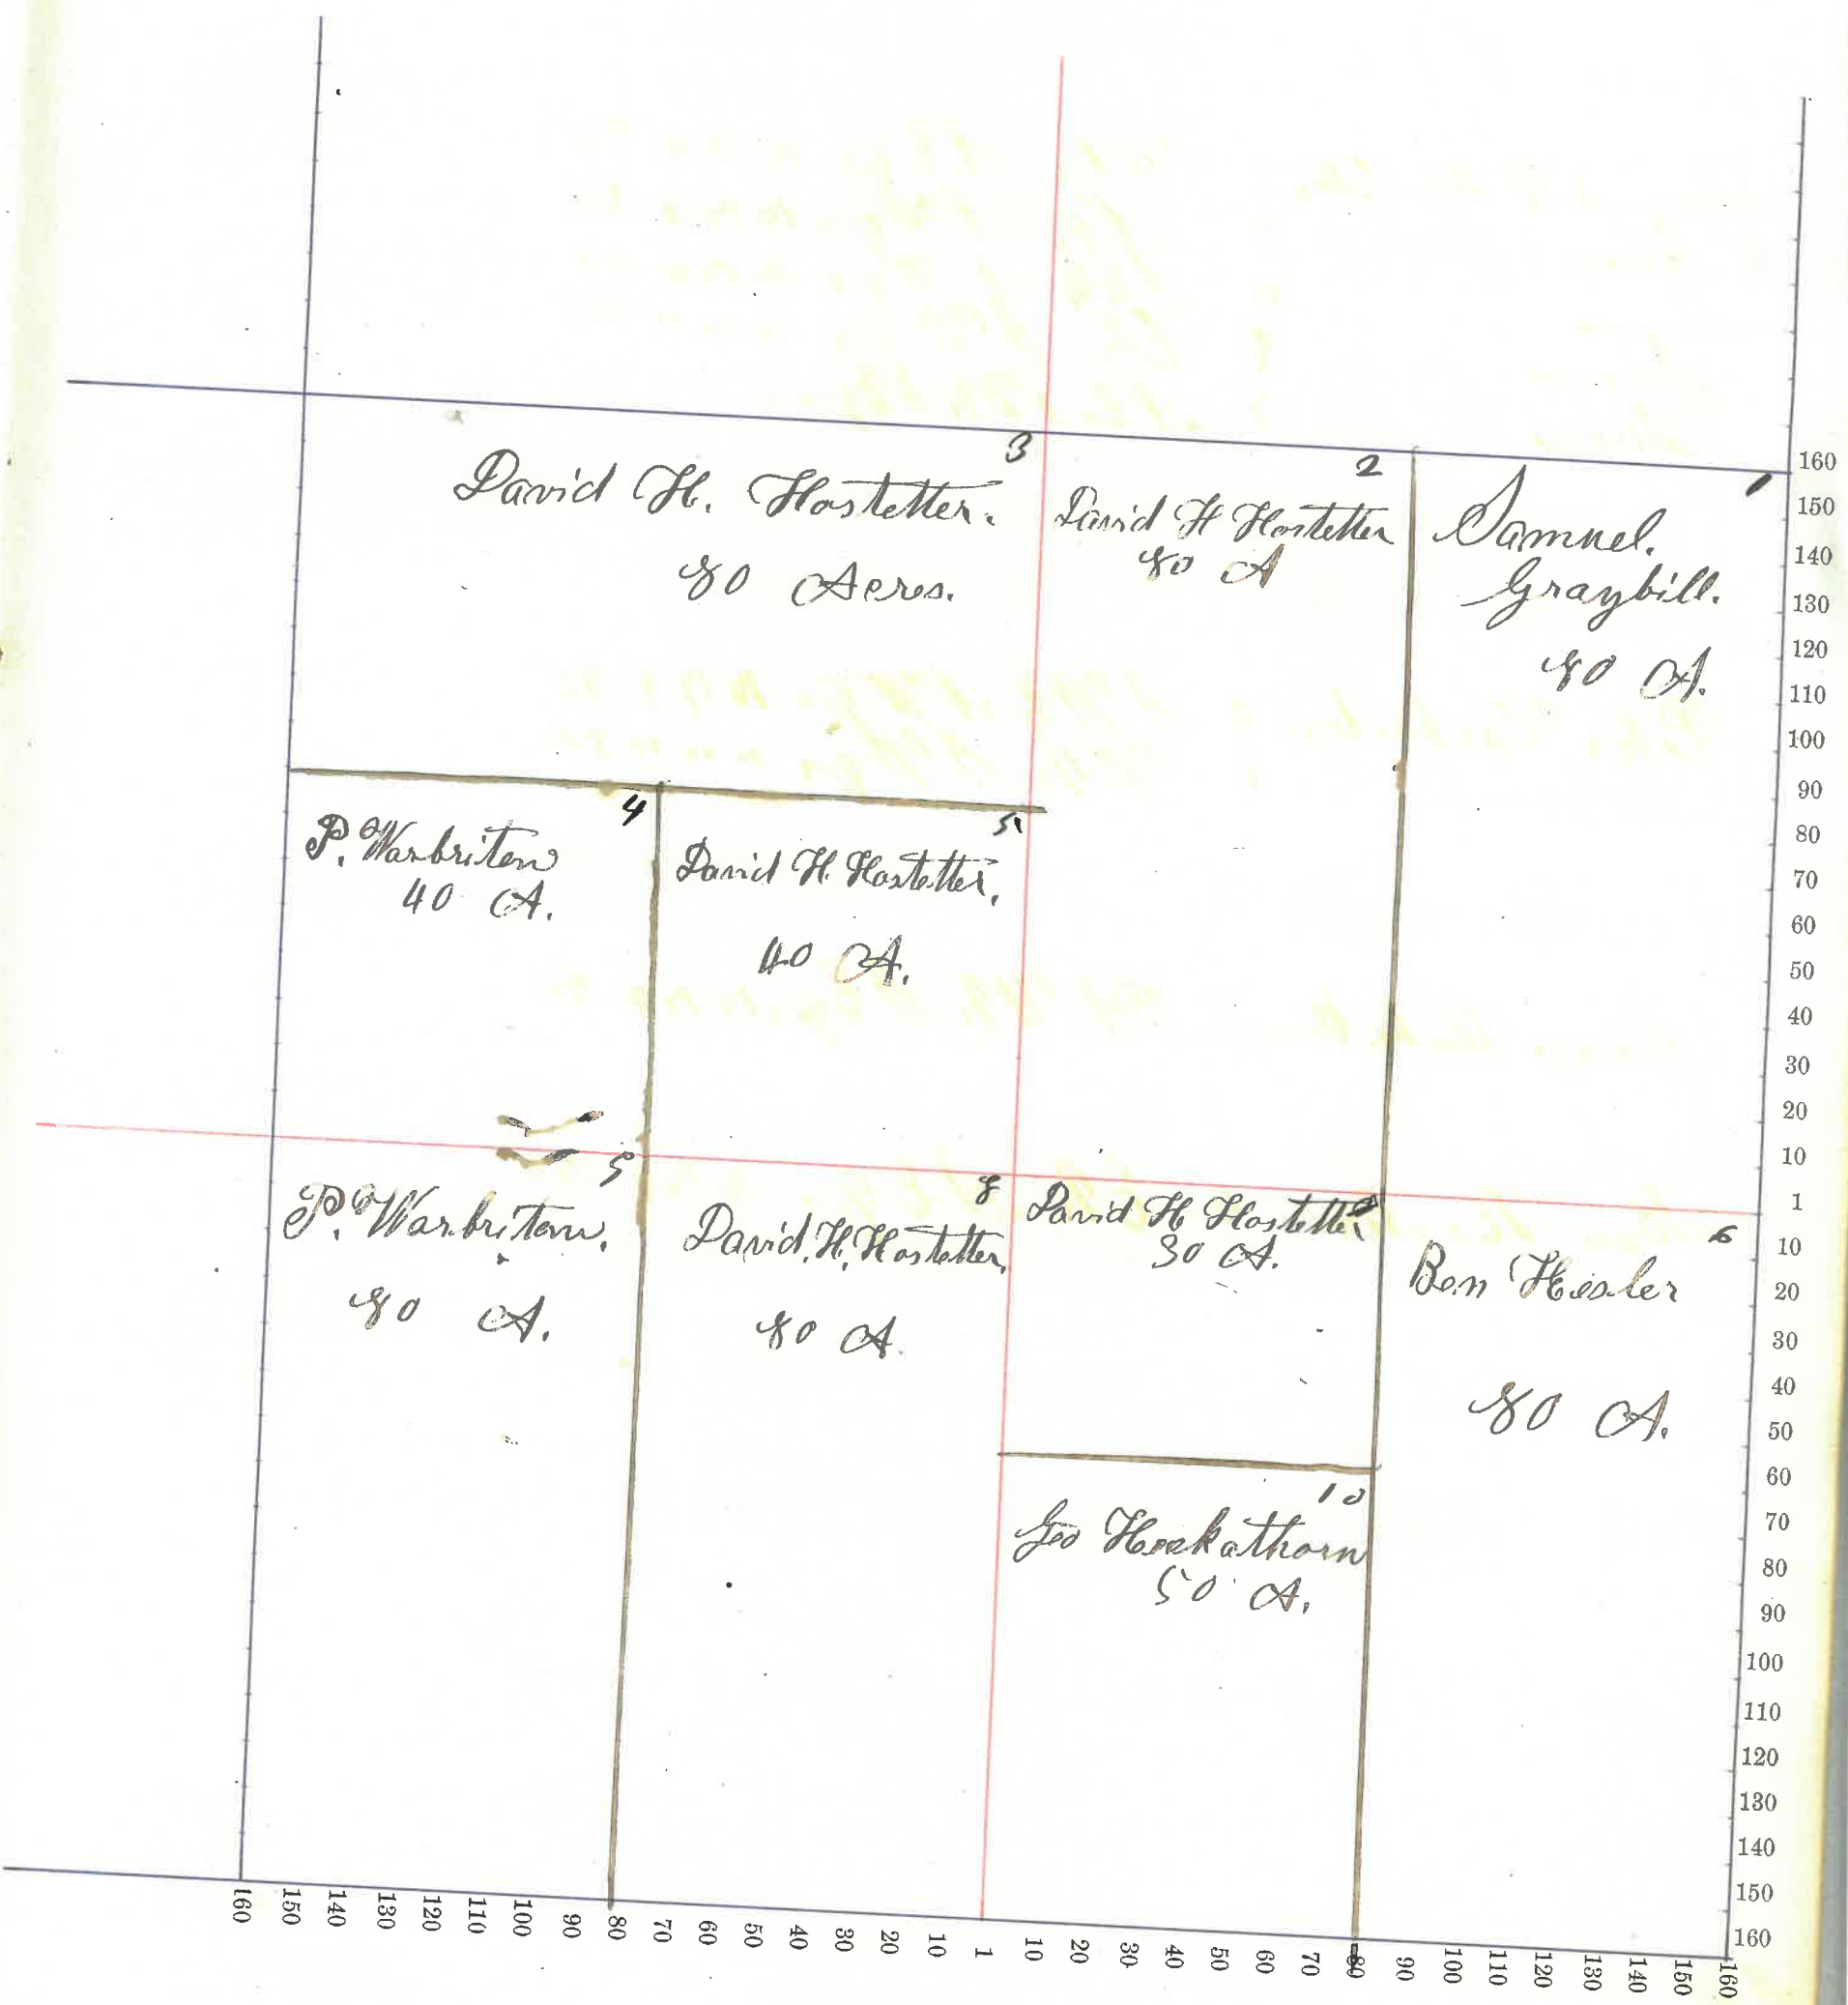 3
David H. Hostetter.
80 Acres.
2
David H Hostetter
80 A
1
Samuel.
Graybill.
80 A.
4
P. Warbriton
40 A.
5
David H. Hostetter.
40 A.
5
P. Warbriton.
80 A.
8
David. H. Hostetter.
80 A.
David H Hostetter
30 A.
6
Ben Hesler
80 A.
10
Geo Heckathorn
50 A.
160
150
140
130
120
110
100
90
80
70
60
50
40
30
20
10
1
10
20
30
40
50
60
70
80
90
100
110
120
130
140
150
160
160 150 140 130 120 110 100 90 80 70 60 50 40 30 20 10 1 10 20 30 40 50 60 70 80 90 100 110 120 130 140 150 160